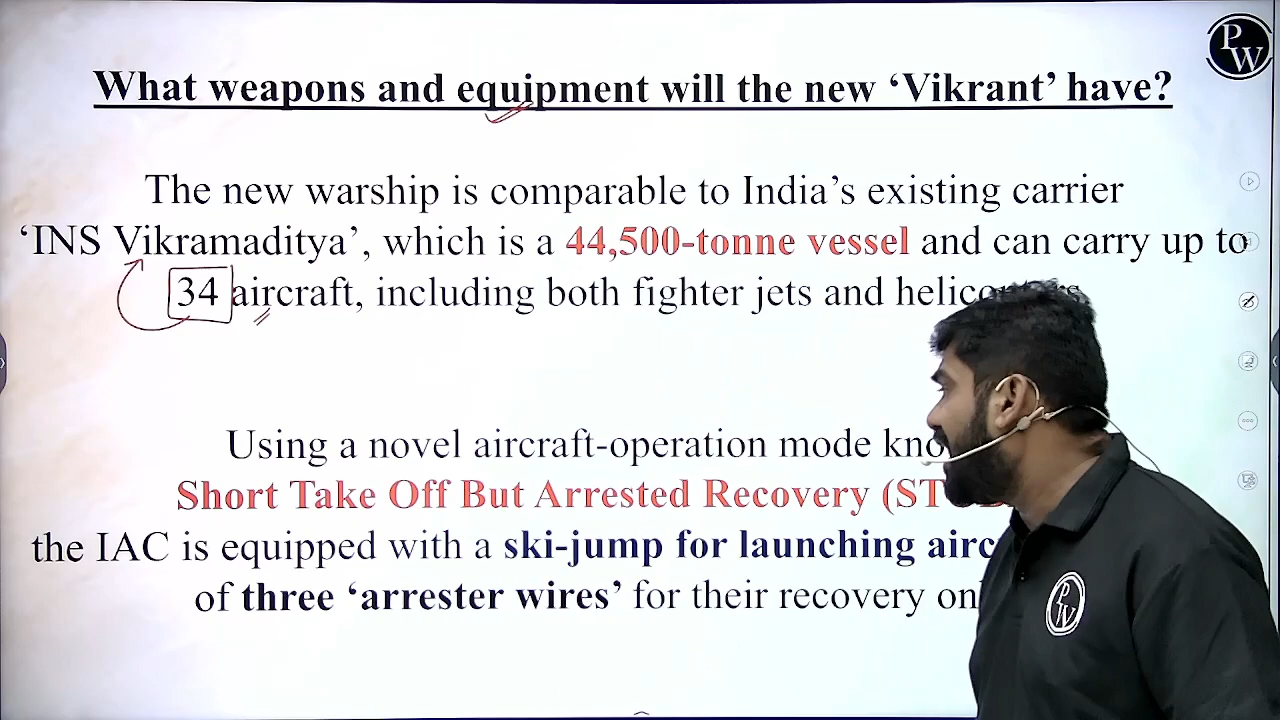 PW
What weapons and equipment will the new ‘Vikrant’ have?
The new warship is comparable to India’s existing carrier
‘INS Vikramaditya’, which is a 44,500-tonne vessel and can carry up to
34 aircraft, including both fighter jets and
Using a novel aircraft-operation mode
Short Take Off But Arrested Recovery
the IAC is equipped with a ski-jump for launching
of three ‘arrester wires’ for their recovery
PW